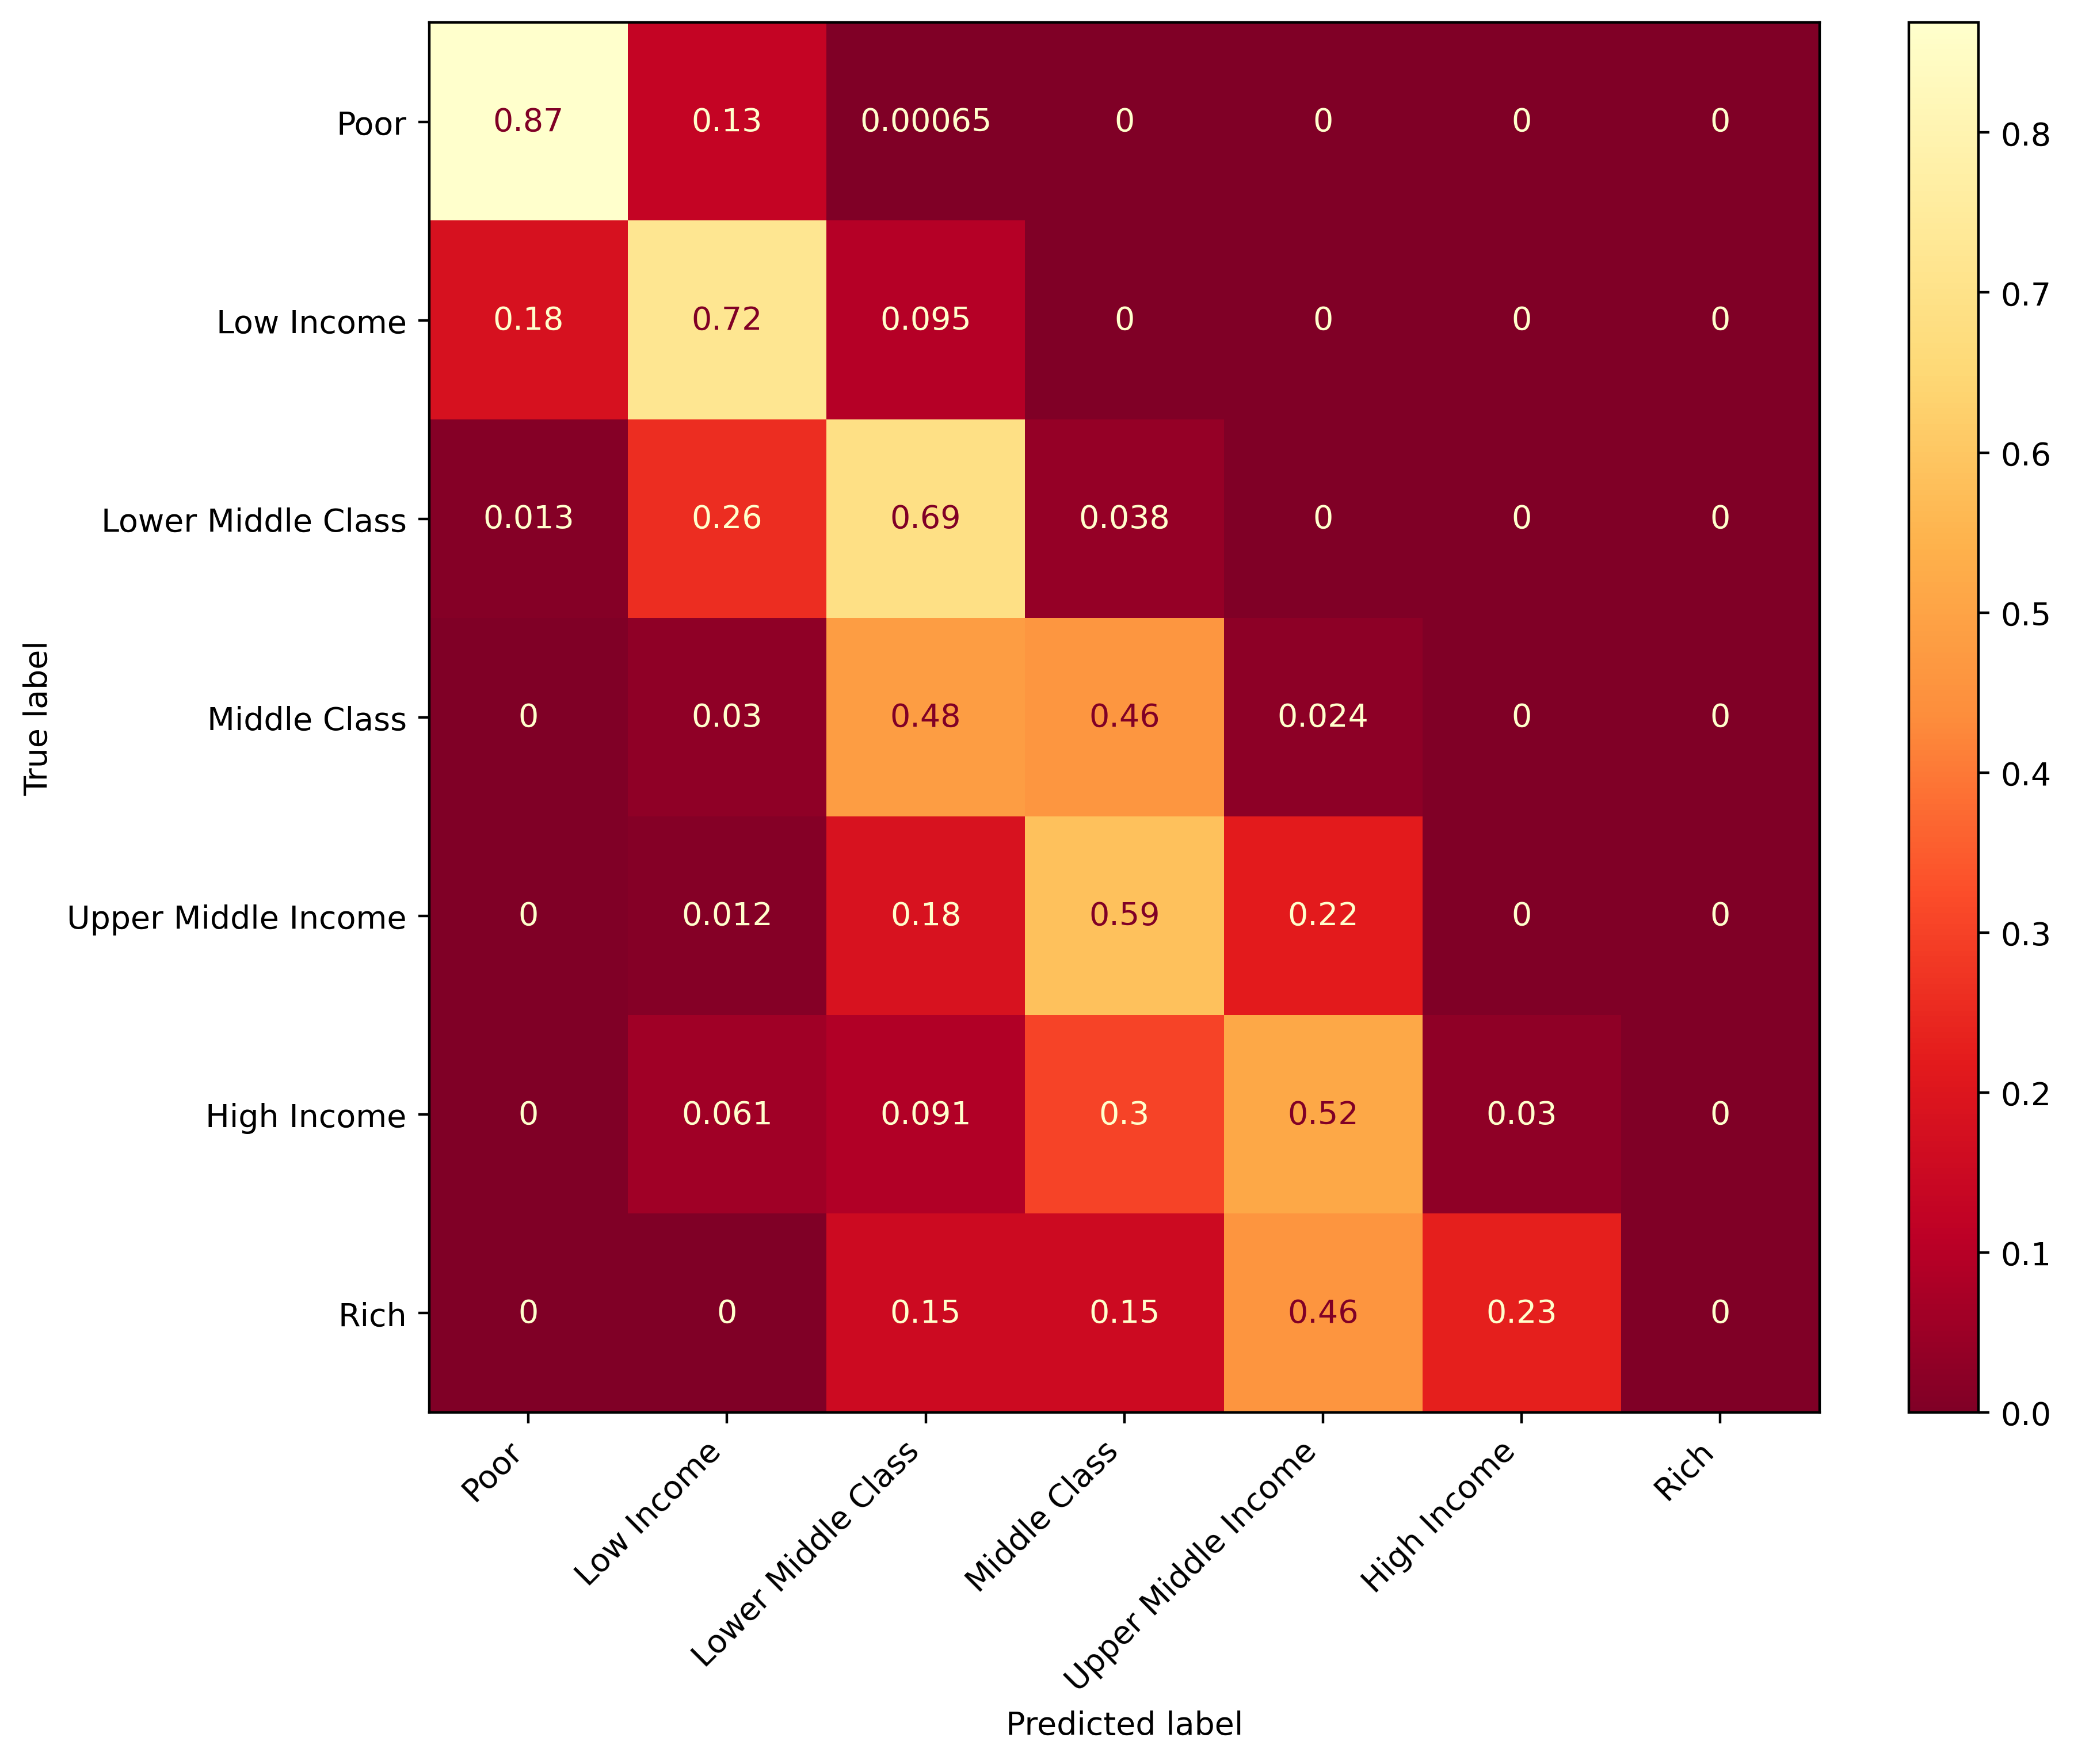 Poor 0.87 0.13 0.00065 0 0 0 0
Low Income 0.18 0.72 0.095 0 0 0 0
Lower Middle Class 0.013 0.26 0.69 0.038 0 0 0
Middle Class 0 0.03 0.48 0.46 0.024 0 0
Upper Middle Income 0 0.012 0.18 0.59 0.22 0 0
High Income 0 0.061 0.091 0.3 0.52 0.03 0
Rich 0 0 0.15 0.15 0.46 0.23 0
True label
Poor
Low Income
Lower Middle Class
Middle Class
Upper Middle Income
High Income
Rich
Predicted label
0.8
0.7
0.6
0.5
0.4
0.3
0.2
0.1
0.0